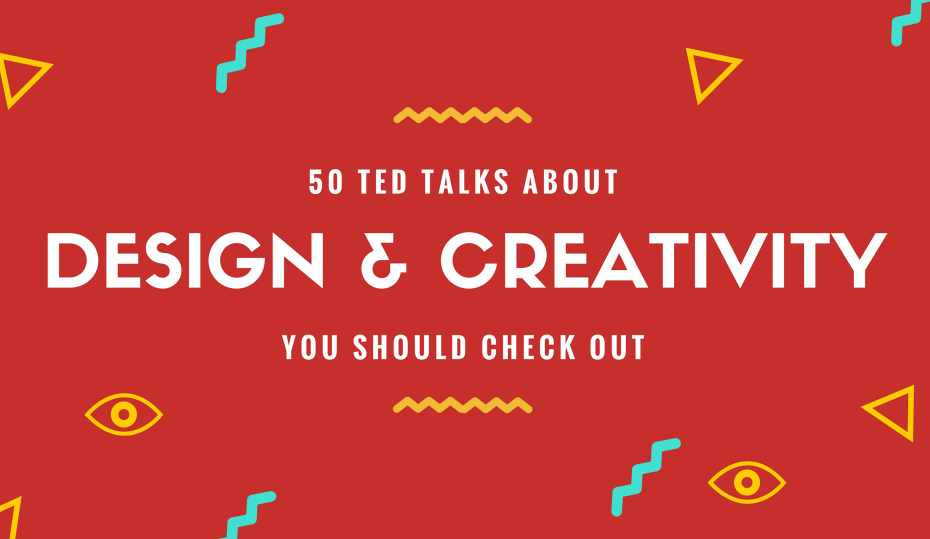 50 TED TALKS ABOUT
DESIGN & CREATIVITY
YOU SHOULD CHECK OUT